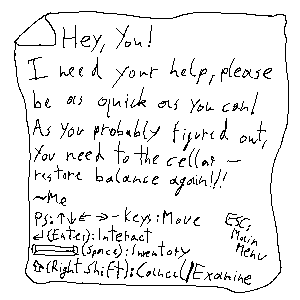 Hey, You!
I need your help, please
be as quick as you can!
As you probably figured out,
you need to the cellar –
restore balance again!!!
~Me
Ps: ↑↓← → - Keys: Move
↲(Enter): Interact
(Space): Inventory
⇧(Right Shift): Council/Examine
ESC:
Main
Menu